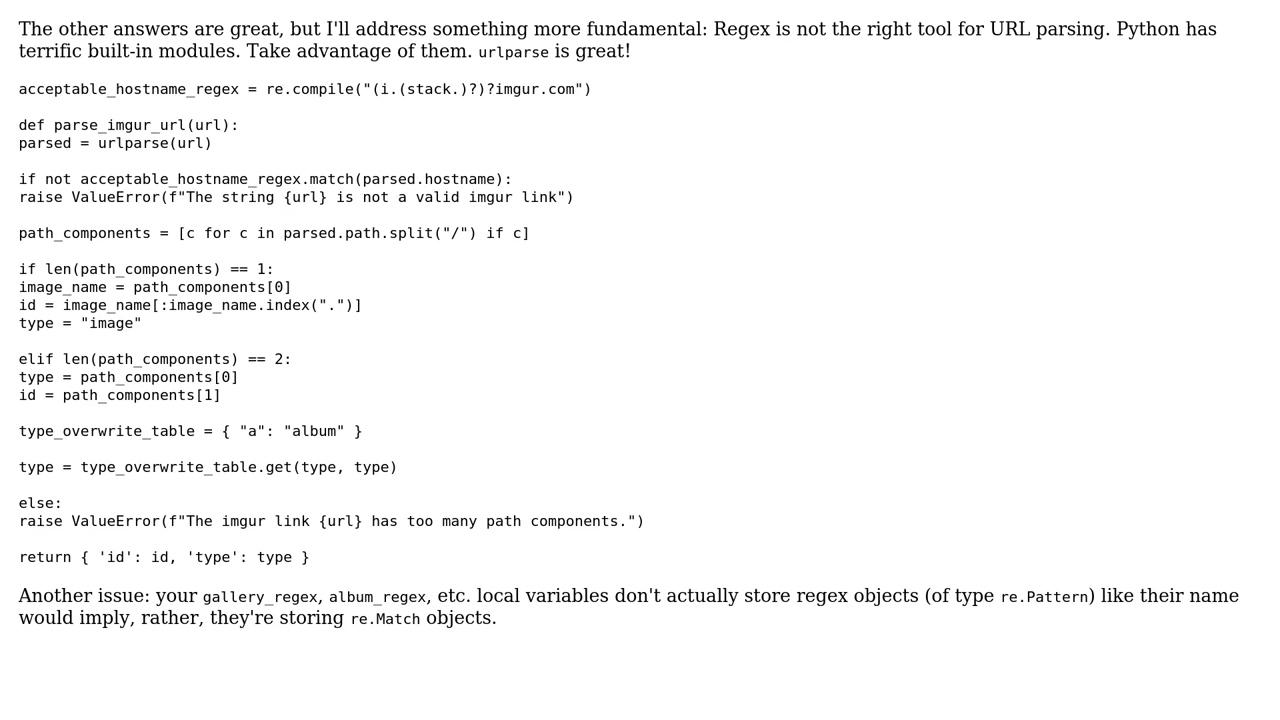 The other answers are great, but I'll address something more fundamental: Regex is not the right tool for URL parsing. Python has
terrific built-in modules. Take advantage of them. urlparse is great!
acceptable_hostname_regex = re.compile("(i.(stack.)?)?imgur.com")
def parse_imgur_url(url):
parsed = urlparse(url)
if not acceptable_hostname_regex.match(parsed.hostname):
raise ValueError(f"The string {url} is not a valid imgur link")
path_components = [c for c in parsed.path.split("/") if c]
if len(path_components) == 1:
image_name = path_components[0]
id = image_name[:image_name.index(".")]
type = "image"
elif len(path_components) == 2:
type = path_components[0]
id = path_components[1]
type_overwrite_table = { "a": "album" }
type = type_overwrite_table.get(type, type)
else:
raise ValueError(f"The imgur link {url} has too many path components.")
return { 'id': id, 'type': type }
Another issue: your gallery_regex, album_regex, etc. local variables don't actually store regex objects (of type re.Pattern) like their name
would imply, rather, they're storing re.Match objects.